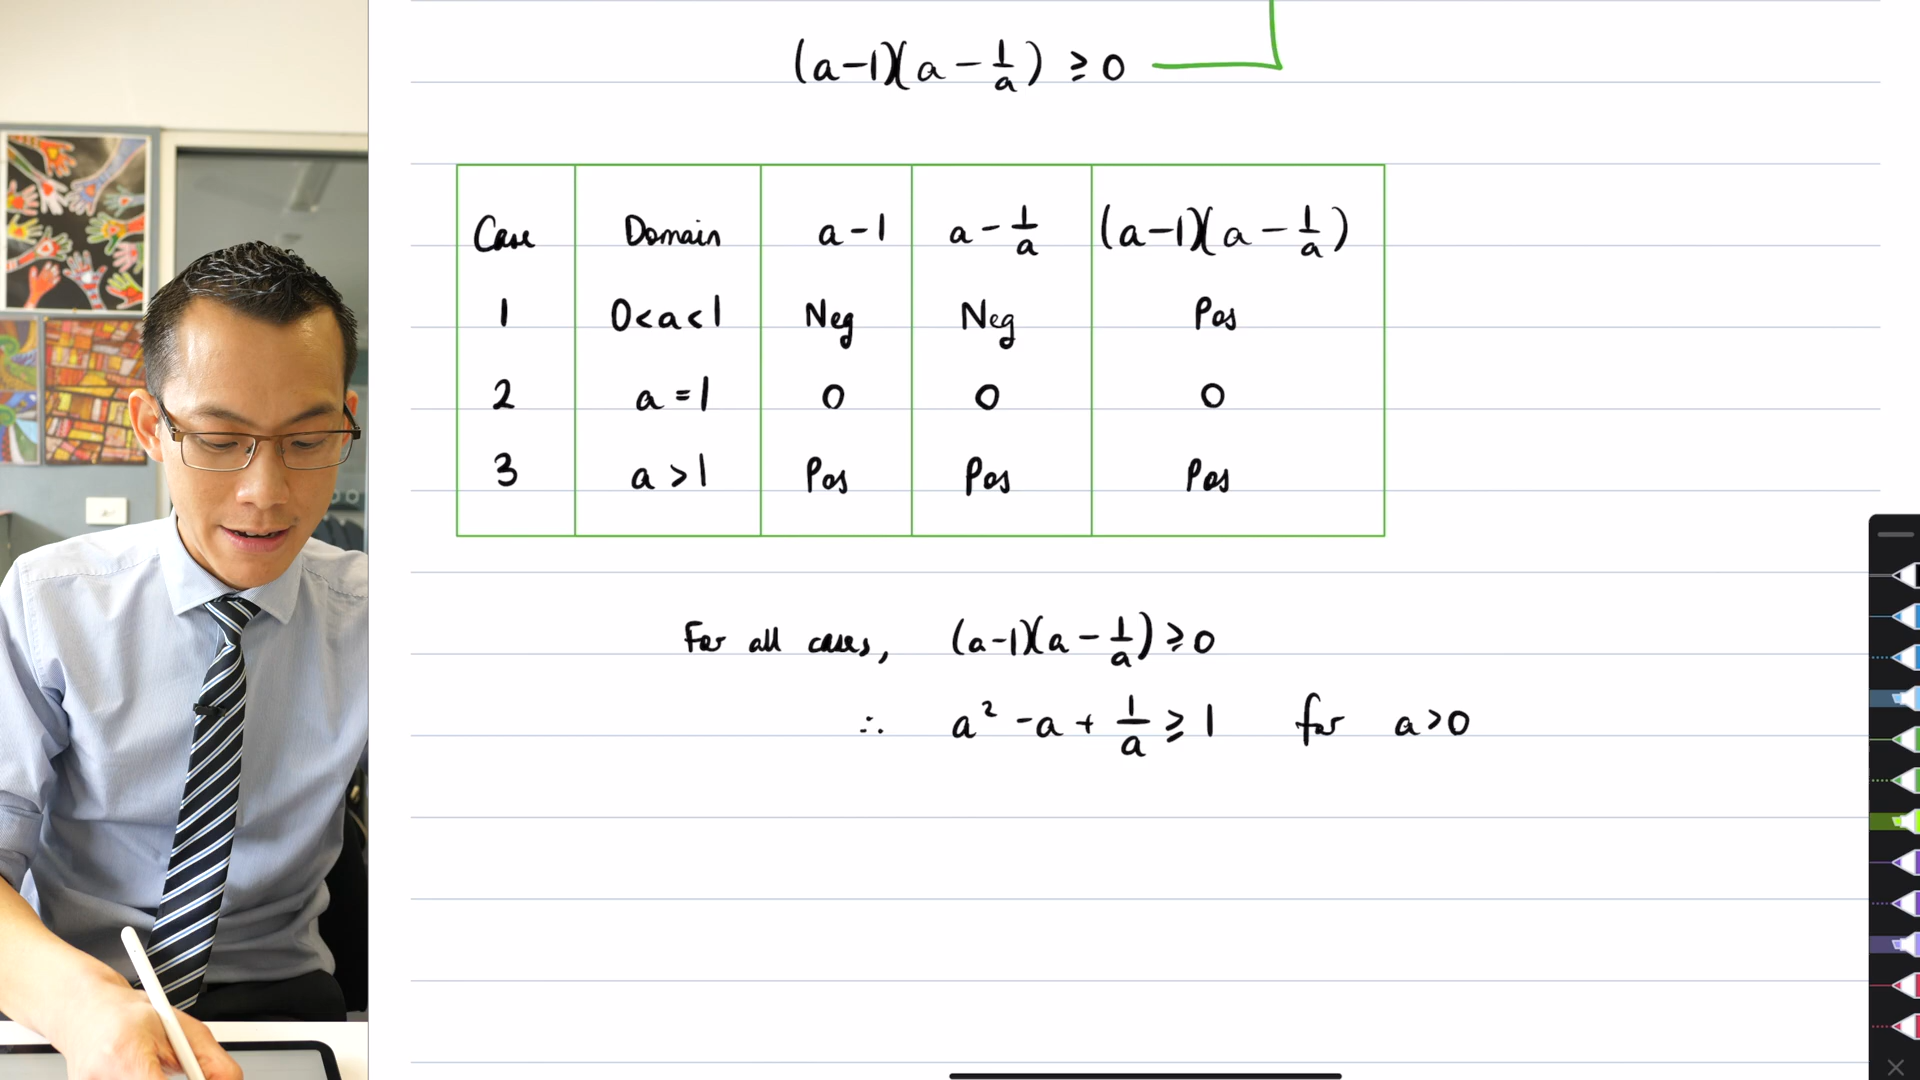 (a-1)(a - 1/a) ≥ 0
Case Domain a-1 a - 1/a (a-1)(a - 1/a)
1 0<a<1 Neg Neg Pos
2 a=1 0 0 0
3 a>1 Pos Pos Pos
For all cases, (a-1)(a - 1/a) ≥ 0
∴ a² - a + 1/a ≥ 1 for a>0